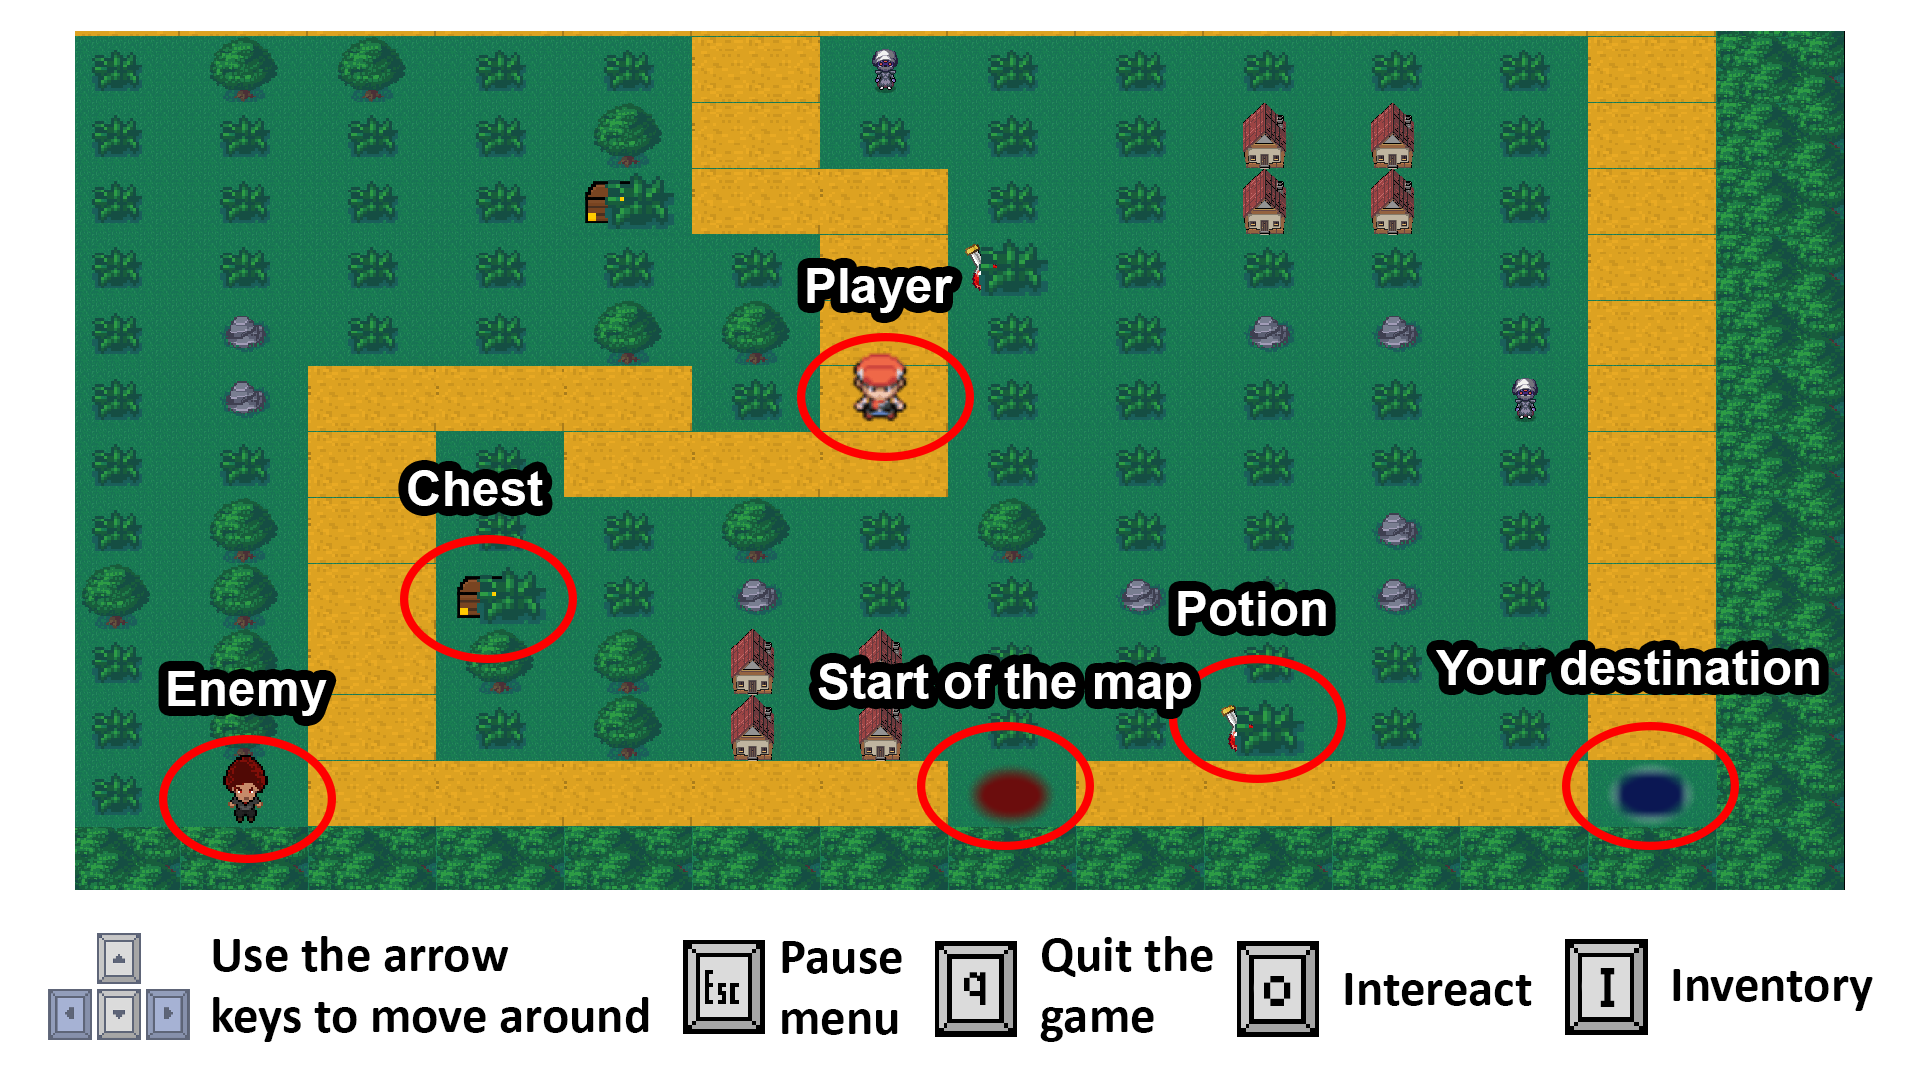 Player
Chest
Potion
Enemy
Start of the map
Your destination
Use the arrow
keys to move around
Esc
Pause
menu
q
Quit the
game
o
Intereact
I
Inventory